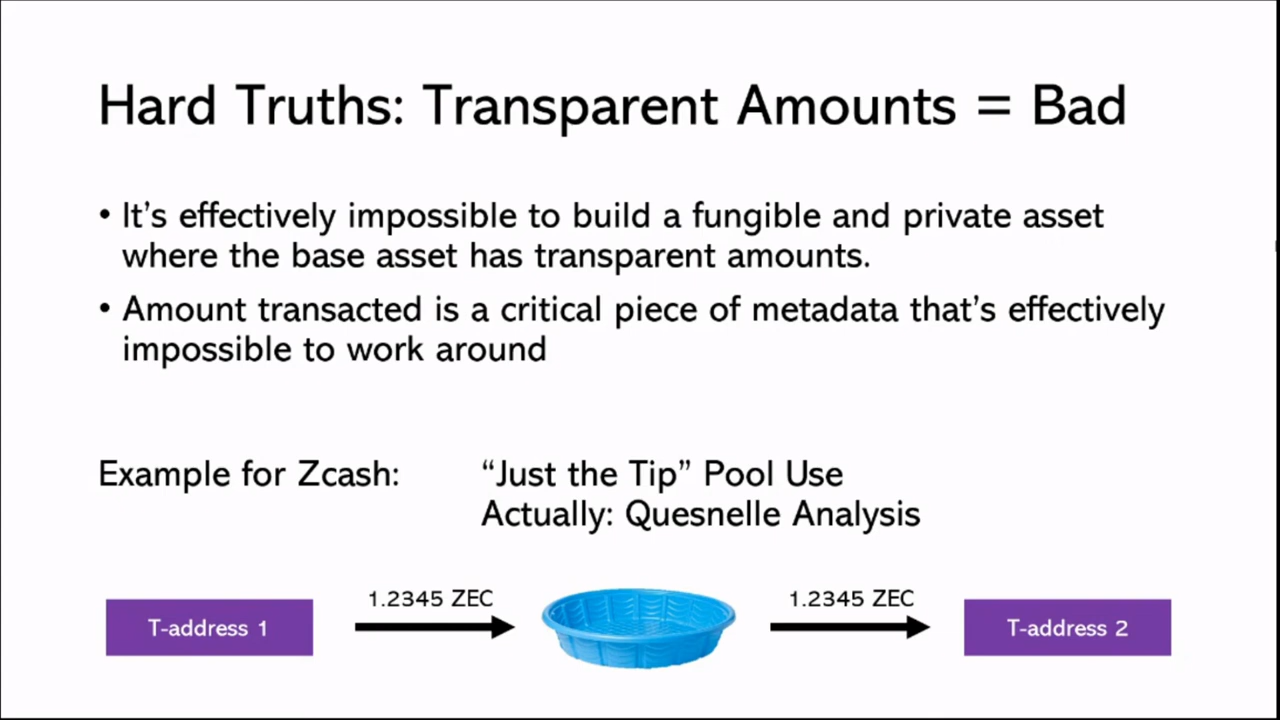 Hard Truths: Transparent Amounts = Bad
• It's effectively impossible to build a fungible and private asset
where the base asset has transparent amounts.
• Amount transacted is a critical piece of metadata that's effectively
impossible to work around
Example for Zcash: “Just the Tip” Pool Use
Actually: Quesnelle Analysis
T-address 1
1.2345 ZEC
1.2345 ZEC
T-address 2